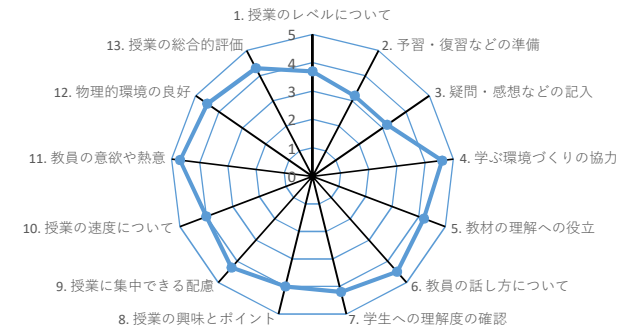 1. 授業のレベルについて
2. 予習・復習などの準備
3. 疑問・感想などの記入
4. 学ぶ環境づくりの協力
5. 教材の理解への役立
6. 教員の話し方について
7. 学生への理解度の確認
8. 授業の興味とポイント
9. 授業に集中できる配慮
10. 授業の速度について
11. 教員の意欲や熱意
12. 物理的環境の良好
13. 授業の総合的評価
5
4
3
2
1
0